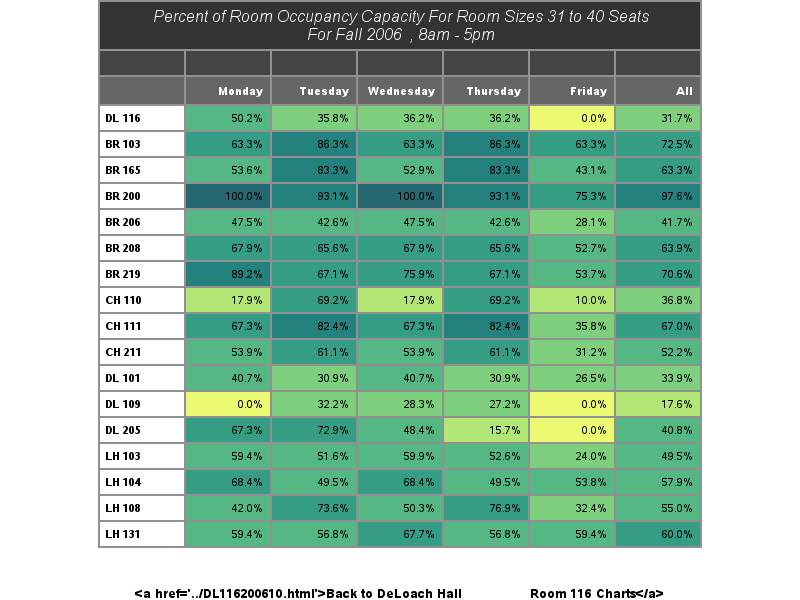 Percent of Room Occupancy Capacity For Room Sizes 31 to 40 Seats
For Fall 2006 , 8am - 5pm
Monday Tuesday Wednesday Thursday Friday All
DL 116 50.2% 35.8% 36.2% 36.2% 0.0% 31.7%
BR 103 63.3% 86.3% 63.3% 86.3% 63.3% 72.5%
BR 165 53.6% 83.3% 52.9% 83.3% 43.1% 63.3%
BR 200 100.0% 93.1% 100.0% 93.1% 75.3% 97.6%
BR 206 47.5% 42.6% 47.5% 42.6% 28.1% 41.7%
BR 208 67.9% 65.6% 67.9% 65.6% 52.7% 63.9%
BR 219 89.2% 67.1% 75.9% 67.1% 53.7% 70.6%
CH 110 17.9% 69.2% 17.9% 69.2% 10.0% 36.8%
CH 111 67.3% 82.4% 67.3% 82.4% 35.8% 67.0%
CH 211 53.9% 61.1% 53.9% 61.1% 31.2% 52.2%
DL 101 40.7% 30.9% 40.7% 30.9% 26.5% 33.9%
DL 109 0.0% 32.2% 28.3% 27.2% 0.0% 17.6%
DL 205 67.3% 72.9% 48.4% 15.7% 0.0% 40.8%
LH 103 59.4% 51.6% 59.9% 52.6% 24.0% 49.5%
LH 104 68.4% 49.5% 68.4% 49.5% 53.8% 57.9%
LH 108 42.0% 73.6% 50.3% 76.9% 32.4% 55.0%
LH 131 59.4% 56.8% 67.7% 56.8% 59.4% 60.0%
<a href='../DL116200610.html'>Back to DeLoach Hall Room 116 Charts</a>